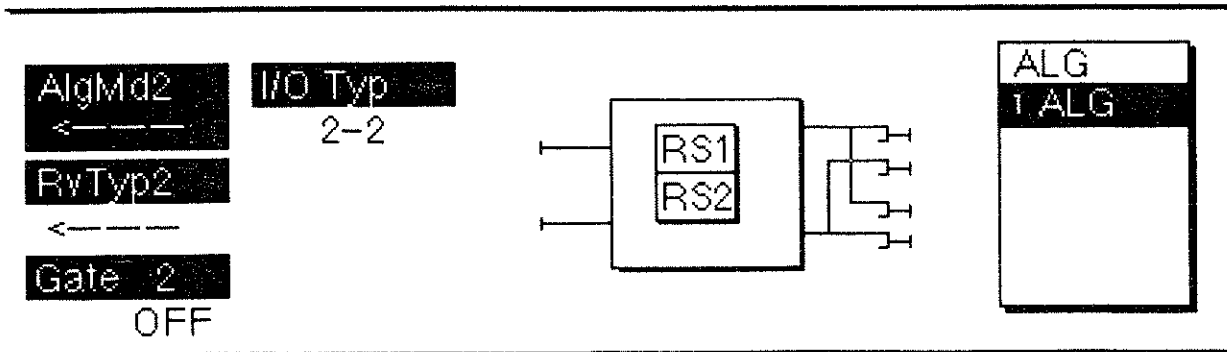 AlgMd2
<----
RvTyp2
<----
Gate 2
OFF
I/O Typ
2-2
RS1
RS2
ALG
1 ALG